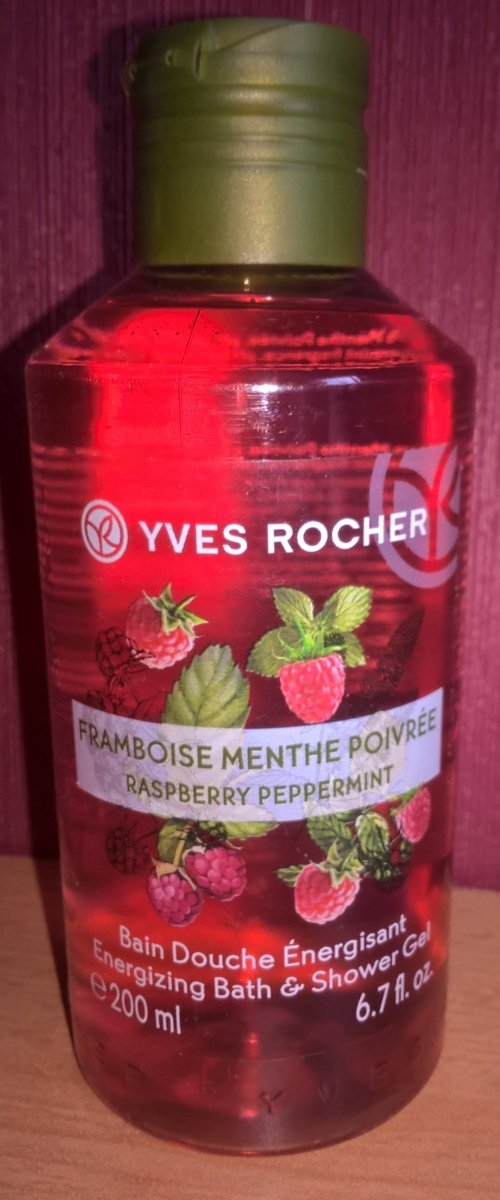 YVES ROCHER
FRAMBOISE MENTHE POIVRÉE
RASPBERRY PEPPERMINT
Bain Douche Énergisant
Energizing Bath & Shower Gel
℮ 200 ml 6.7 fl. oz.